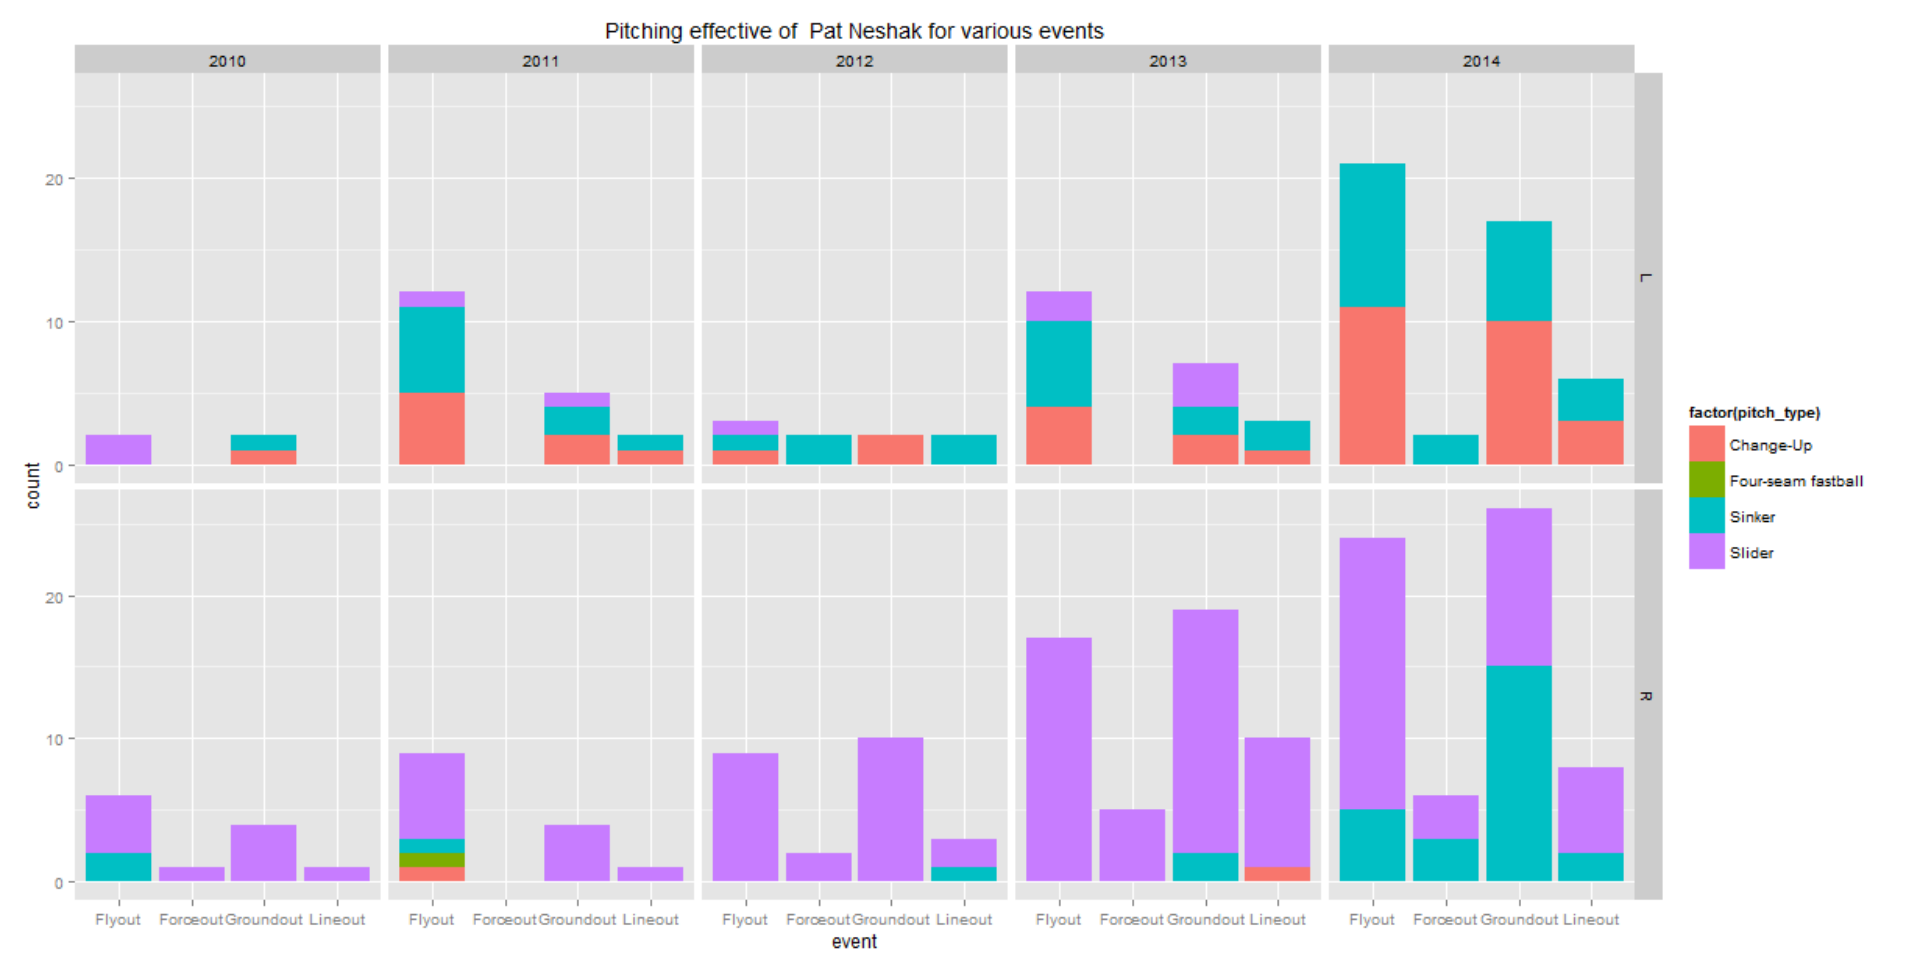 Pitching effective of  Pat Neshak for various events
2010 2011 2012 2013 2014
20
10
0
L
20
10
0
R
count
Flyout Forceout Groundout Lineout Flyout Forceout Groundout Lineout Flyout Forceout Groundout Lineout Flyout Forceout Groundout Lineout Flyout Forceout Groundout Lineout
event
factor(pitch_type)
Change-Up
Four-seam fastball
Sinker
Slider